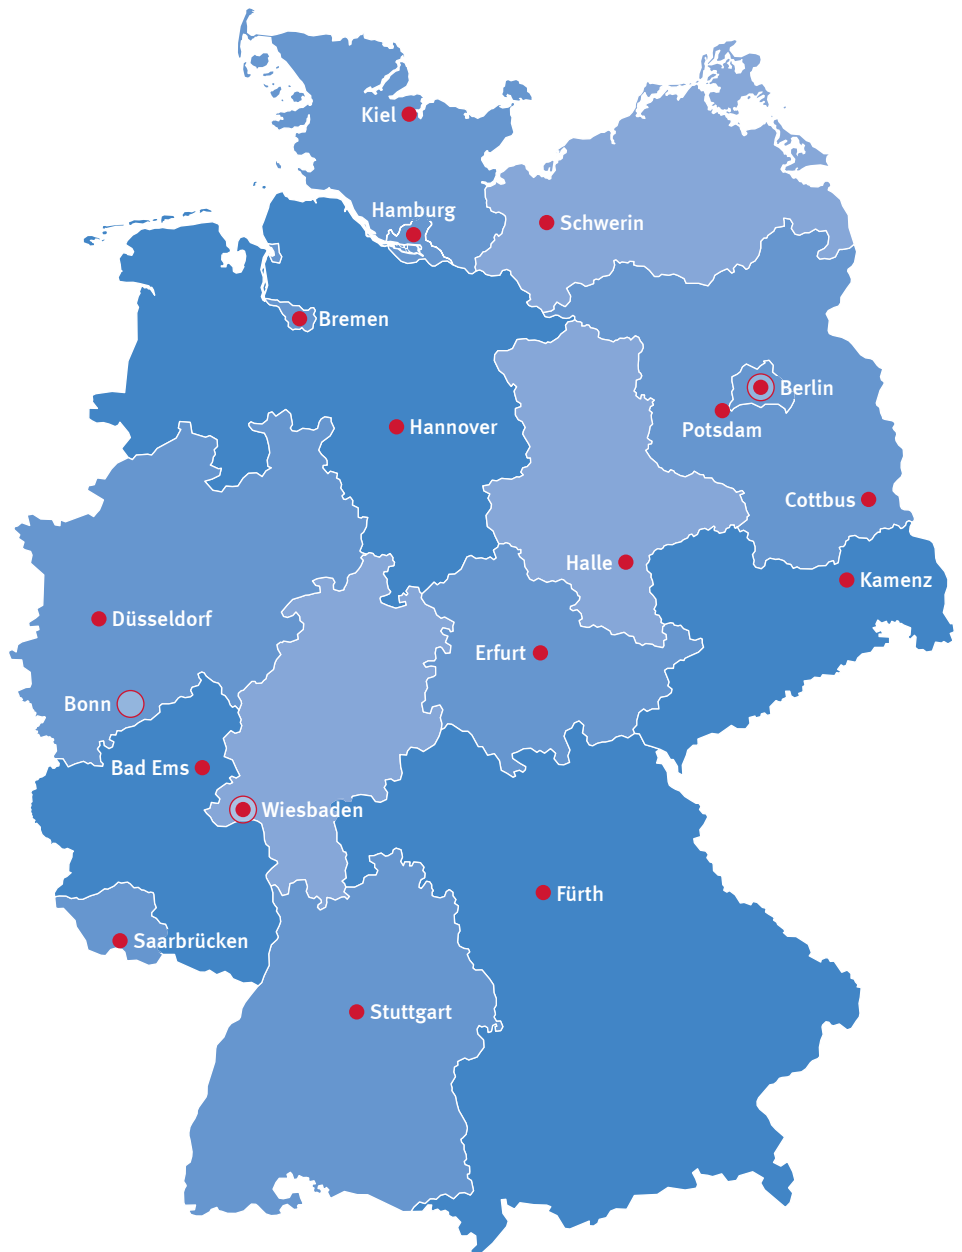 Kiel
Hamburg
Schwerin
Bremen
Berlin
Hannover
Potsdam
Cottbus
Halle
Kamenz
Düsseldorf
Erfurt
Bonn
Bad Ems
Wiesbaden
Fürth
Saarbrücken
Stuttgart